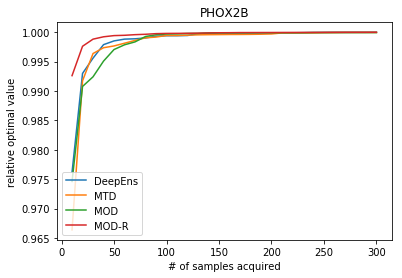 PHOX2B
relative optimal value
1.000
0.995
0.990
0.985
0.980
0.975
0.970
0.965
DeepEns
MTD
MOD
MOD-R
0 50 100 150 200 250 300
# of samples acquired